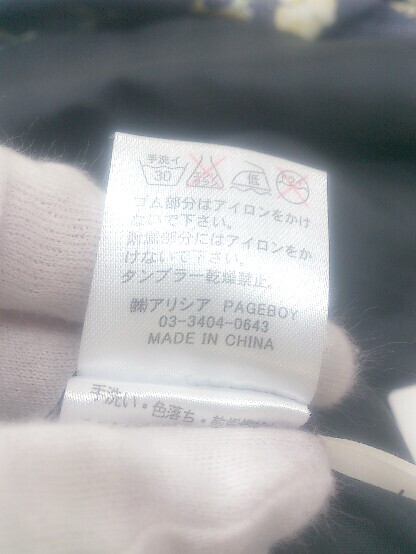 手洗イ
30
低
ゴム部分はアイロンをかけ
ないで下さい。
附属部分にはアイロンをか
けないで下さい。
タンブラー乾燥禁止。
㈱アリシア PAGEBOY
03-3404-0643
MADE IN CHINA
手洗い・色落ち・